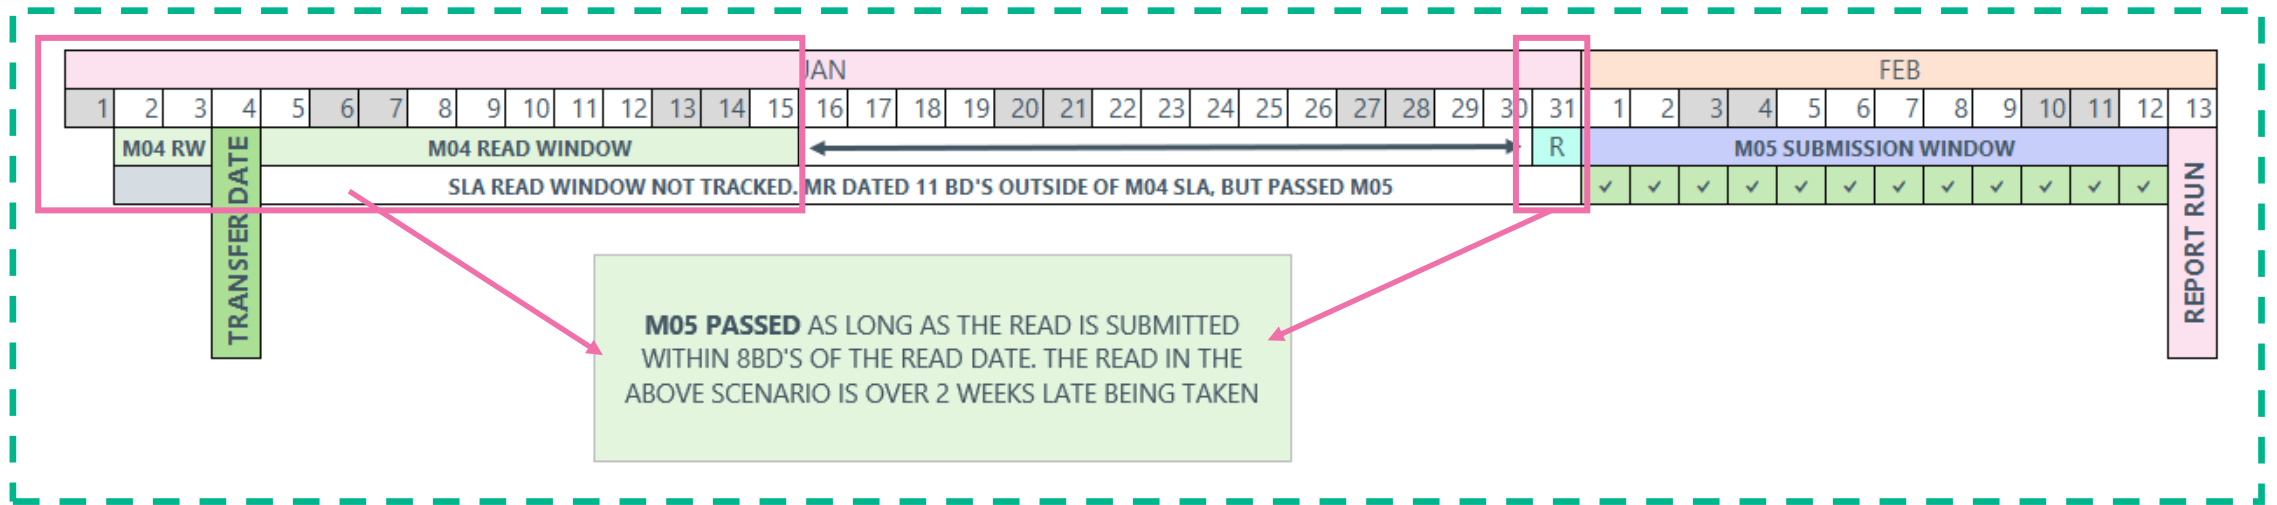 JAN FEB
1 2 3 4 5 6 7 8 9 10 11 12 13 14 15 16 17 18 19 20 21 22 23 24 25 26 27 28 29 30 31 1 2 3 4 5 6 7 8 9 10 11 12 13
M04 RW M04 READ WINDOW R M05 SUBMISSION WINDOW
SLA READ WINDOW NOT TRACKED. MR DATED 11 BD'S OUTSIDE OF M04 SLA, BUT PASSED M05 ✓ ✓ ✓ ✓ ✓ ✓ ✓ ✓ ✓ ✓ ✓ ✓
TRANSFER DATE
REPORT RUN
M05 PASSED AS LONG AS THE READ IS SUBMITTED
WITHIN 8BD'S OF THE READ DATE. THE READ IN THE
ABOVE SCENARIO IS OVER 2 WEEKS LATE BEING TAKEN